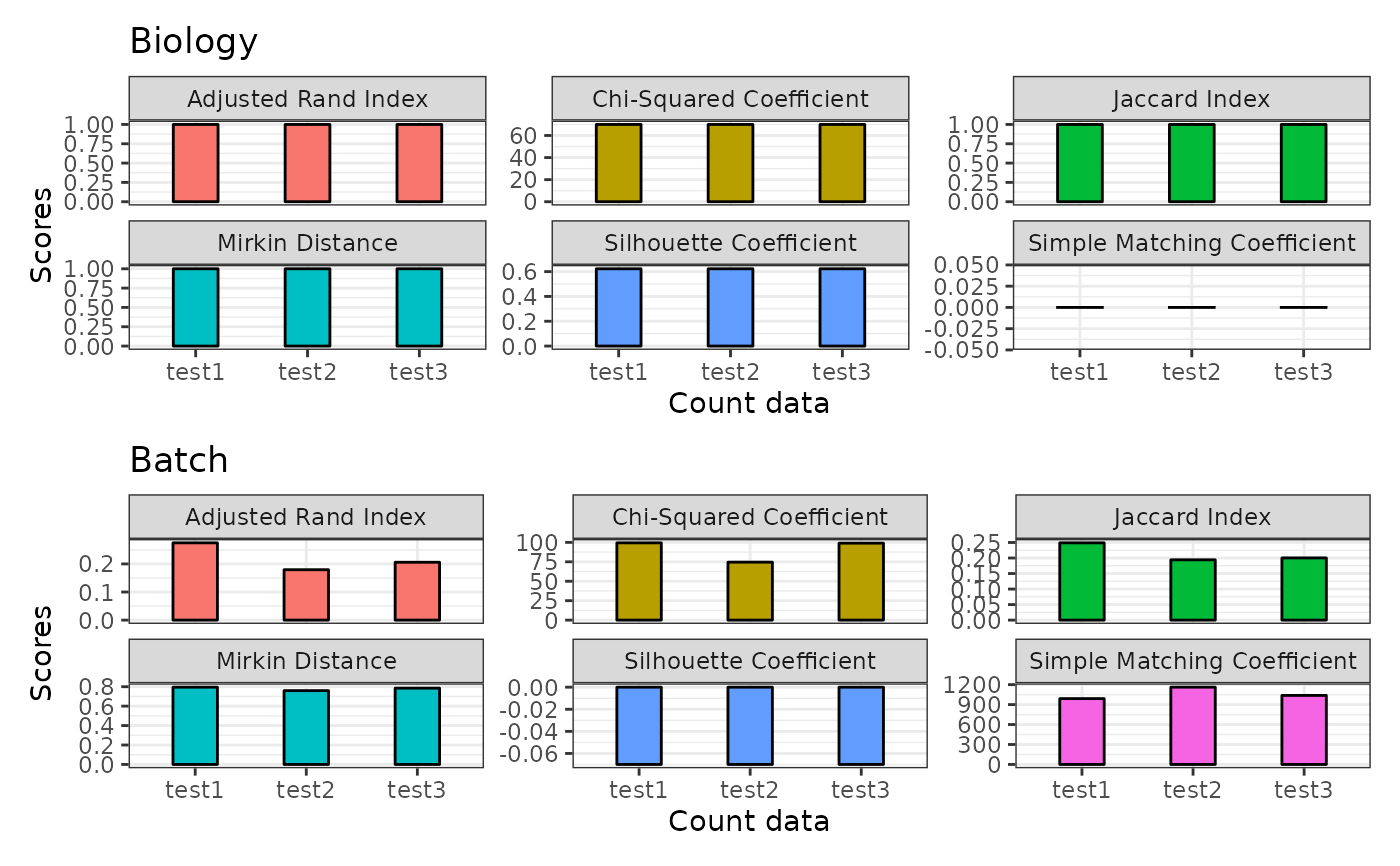 Biology
Adjusted Rand Index
Chi-Squared Coefficient
Jaccard Index
1.00
0.75
0.50
0.25
0.00
60
40
20
0
1.00
0.75
0.50
0.25
0.00
Scores
Mirkin Distance
Silhouette Coefficient
Simple Matching Coefficient
1.00
0.75
0.50
0.25
0.00
0.6
0.4
0.2
0.0
0.050
0.025
0.000
-0.025
-0.050
test1 test2 test3
test1 test2 test3
test1 test2 test3
Count data
Batch
Adjusted Rand Index
Chi-Squared Coefficient
Jaccard Index
0.2
0.1
0.0
100
75
50
25
0
0.25
0.20
0.15
0.10
0.05
0.00
Scores
Mirkin Distance
Silhouette Coefficient
Simple Matching Coefficient
0.8
0.6
0.4
0.2
0.0
0.00
-0.02
-0.04
-0.06
1200
900
600
300
0
test1 test2 test3
test1 test2 test3
test1 test2 test3
Count data